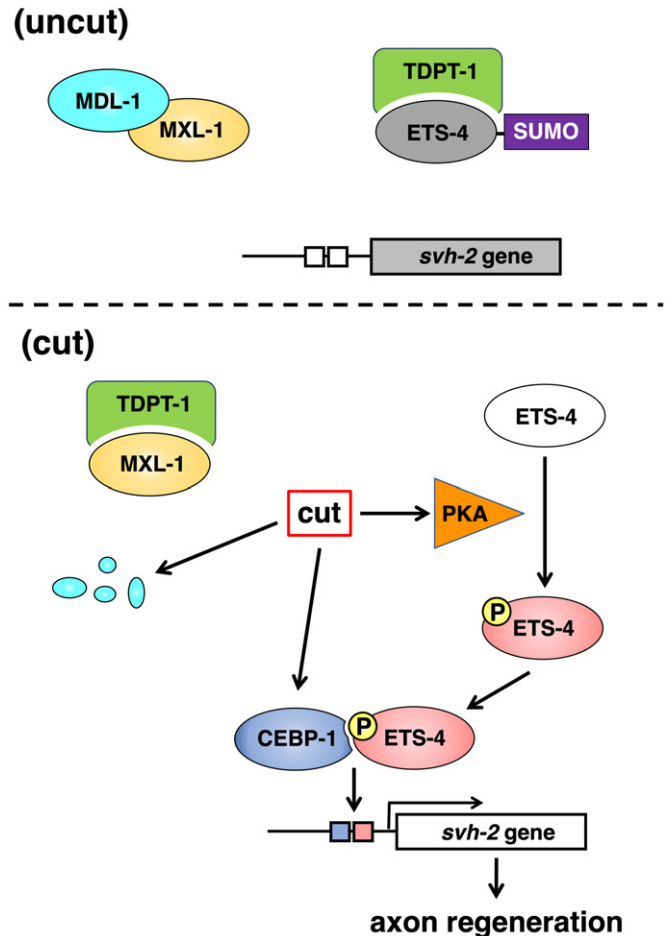 (uncut)
TDPT-1
MDL-1
MXL-1
ETS-4
SUMO
svh-2 gene
(cut)
TDPT-1
MXL-1
ETS-4
cut
PKA
P
ETS-4
CEBP-1
P
ETS-4
svh-2 gene
axon regeneration